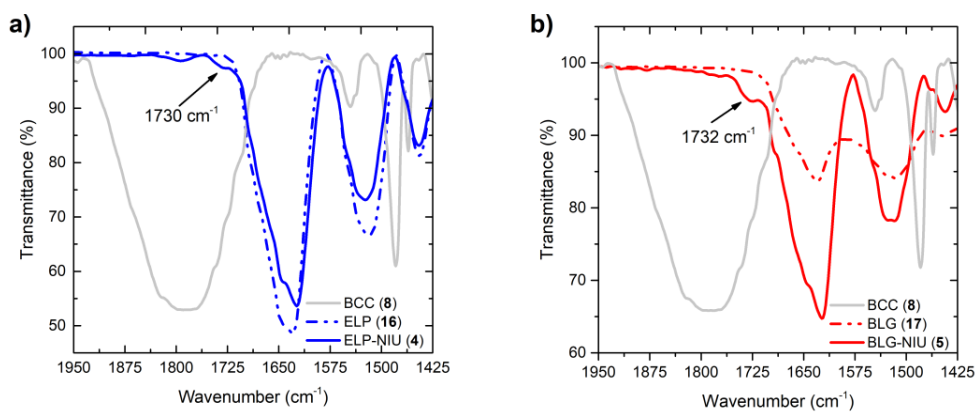 a)
100
90
80
70
60
50
Transmittance (%)
1730 cm-1
BCC (8)
ELP (16)
ELP-NIU (4)
1950 1875 1800 1725 1650 1575 1500 1425
Wavenumber (cm-1)
b)
100
90
80
70
60
Transmittance (%)
1732 cm-1
BCC (8)
BLG (17)
BLG-NIU (5)
1950 1875 1800 1725 1650 1575 1500 1425
Wavenumber (cm-1)